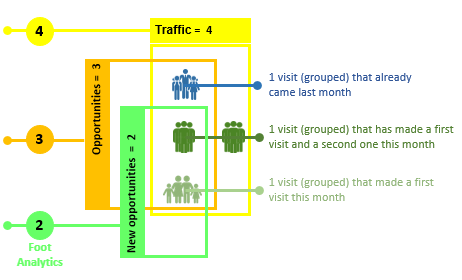 4
Traffic = 4
Opportunities = 3
1 visit (grouped) that already
came last month
3
1 visit (grouped) that has made a first
visit and a second one this month
New opportunities = 2
1 visit (grouped) that made a first
visit this month
2
Foot
Analytics